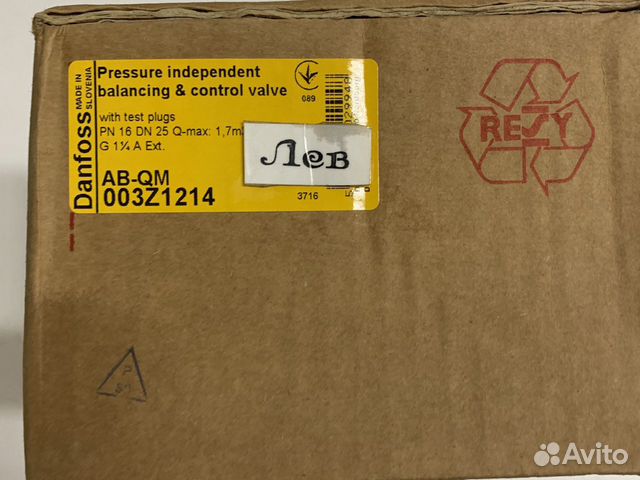 Danfoss
MADE IN
SLOVENIA
Pressure independent
balancing & control valve
with test plugs
PN 16 DN 25 Q-max: 1,7m
G 1¼ A Ext.
AB-QM
003Z1214
089
3716
Лев
RESY
Avito